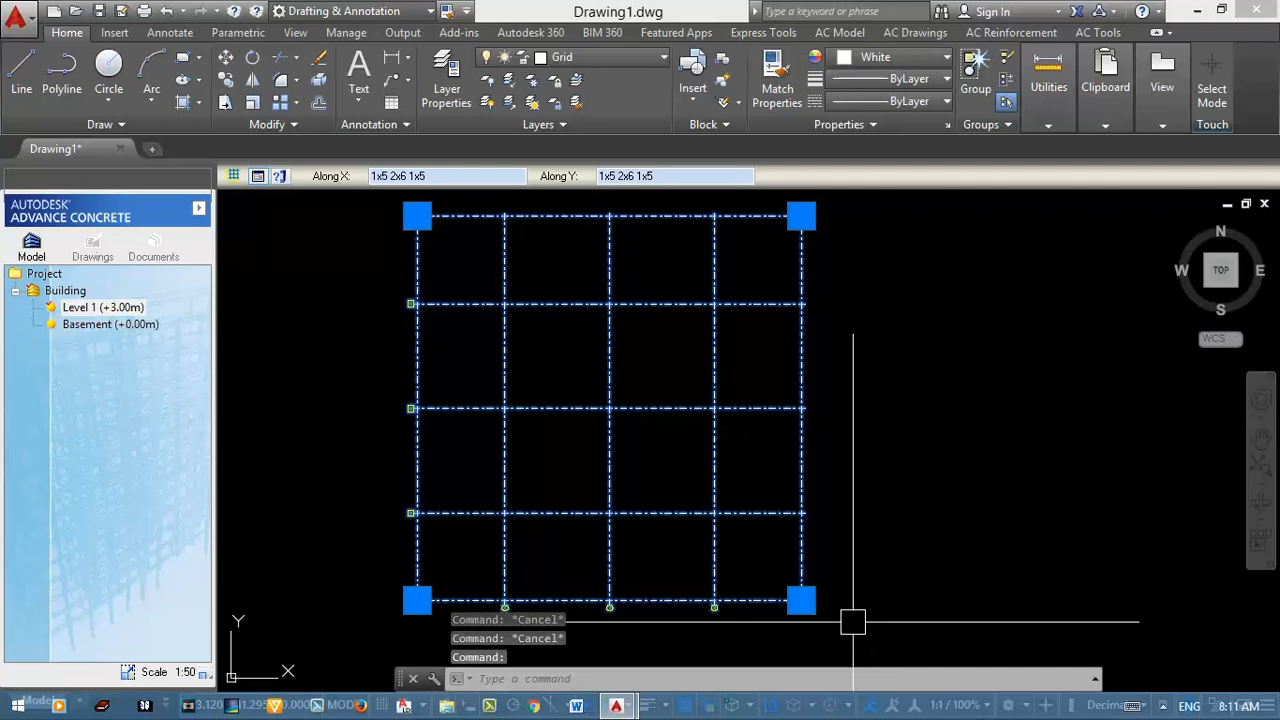 Drafting & Annotation
Drawing1.dwg
Type a keyword or phrase
Sign In
Home
Insert
Annotate
Parametric
View
Manage
Output
Add-ins
Autodesk 360
BIM 360
Featured Apps
Express Tools
AC Model
AC Drawings
AC Reinforcement
AC Tools
Line
Polyline
Circle
Arc
Text
Layer
Properties
Grid
Insert
Match
Properties
White
ByLayer
ByLayer
Group
Utilities
Clipboard
View
Select
Mode
Draw
Modify
Annotation
Layers
Block
Properties
Groups
Touch
Drawing1*
Along X:
1x5 2x6 1x5
Along Y:
1x5 2x6 1x5
AUTODESK®
ADVANCE CONCRETE
Model
Drawings
Documents
Project
Building
Level 1 (+3.00m)
Basement (+0.00m)
N
W
TOP
E
S
WCS
Y
X
Command: *Cancel*
Command: *Cancel*
Command:
Type a command
Scale 1:50
Model
1:1 / 100%
Decimal
ENG
8:11 AM